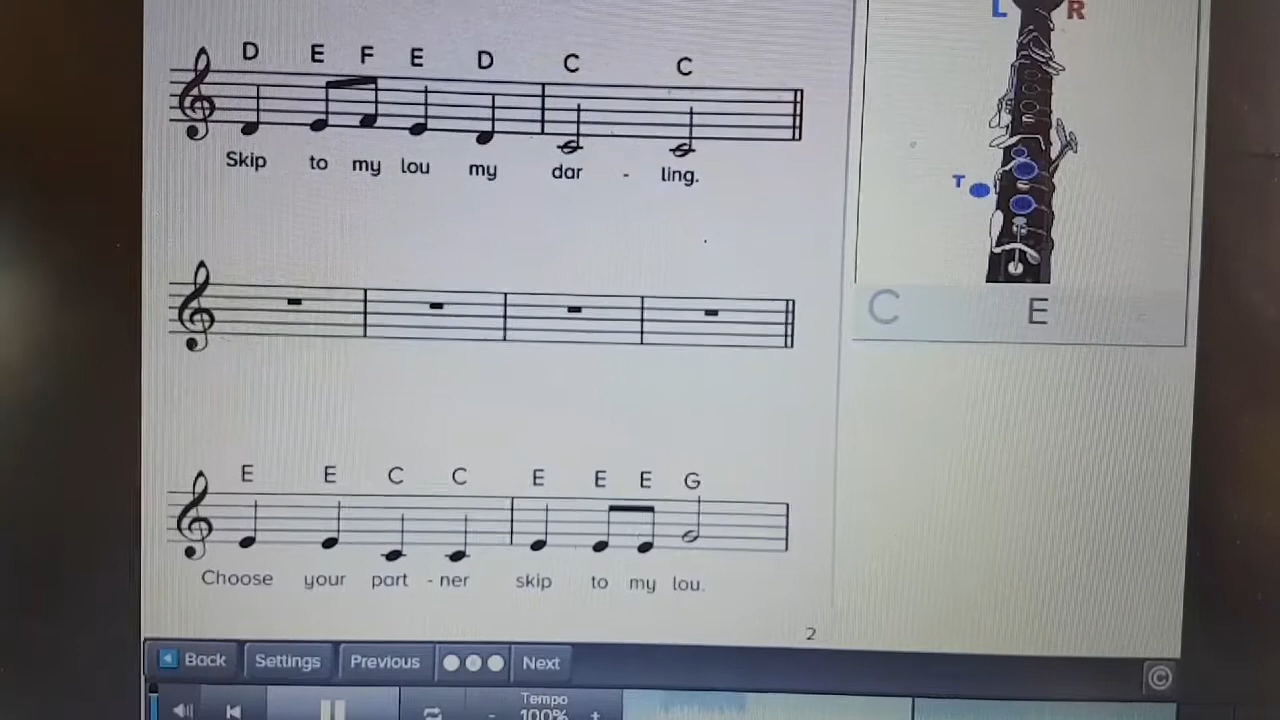 L R
D E F E D C C
Skip to my lou my dar - ling.
T
C E
E E C C E E E G
Choose your part - ner skip to my lou.
2
Back Settings Previous Next ©
Tempo
- 100% +